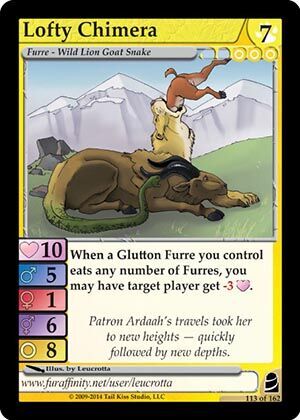 Lofty Chimera
7
Furre - Wild Lion Goat Snake
10
5
1
6
8
When a Glutton Furre you control
eats any number of Furres, you
may have target player get -3 .
Patron Ardaah's travels took her
to new heights — quickly
followed by new depths.
Illus. by Leucrotta
www.furaffinity.net/user/leucrotta
113 of 162
© 2009-2014 Tail Kiss Studio, LLC